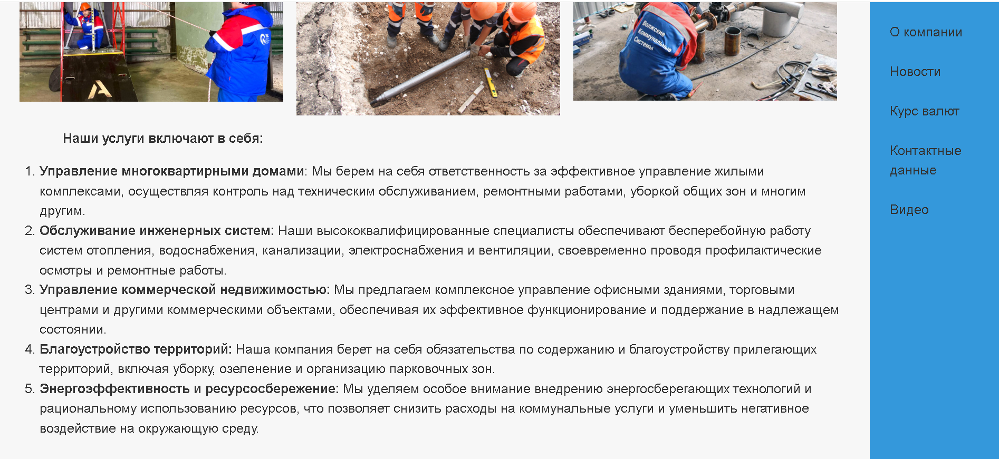 Волжские
Коммунальные
Системы
О компании
Новости
Курс валют
Контактные
данные
Видео
Наши услуги включают в себя:
1. Управление многоквартирными домами: Мы берем на себя ответственность за эффективное управление жилыми
комплексами, осуществляя контроль над техническим обслуживанием, ремонтными работами, уборкой общих зон и многим
другим.
2. Обслуживание инженерных систем: Наши высококвалифицированные специалисты обеспечивают бесперебойную работу
систем отопления, водоснабжения, канализации, электроснабжения и вентиляции, своевременно проводя профилактические
осмотры и ремонтные работы.
3. Управление коммерческой недвижимостью: Мы предлагаем комплексное управление офисными зданиями, торговыми
центрами и другими коммерческими объектами, обеспечивая их эффективное функционирование и поддержание в надлежащем
состоянии.
4. Благоустройство территорий: Наша компания берет на себя обязательства по содержанию и благоустройству прилегающих
территорий, включая уборку, озеленение и организацию парковочных зон.
5. Энергоэффективность и ресурсосбережение: Мы уделяем особое внимание внедрению энергосберегающих технологий и
рациональному использованию ресурсов, что позволяет снизить расходы на коммунальные услуги и уменьшить негативное
воздействие на окружающую среду.